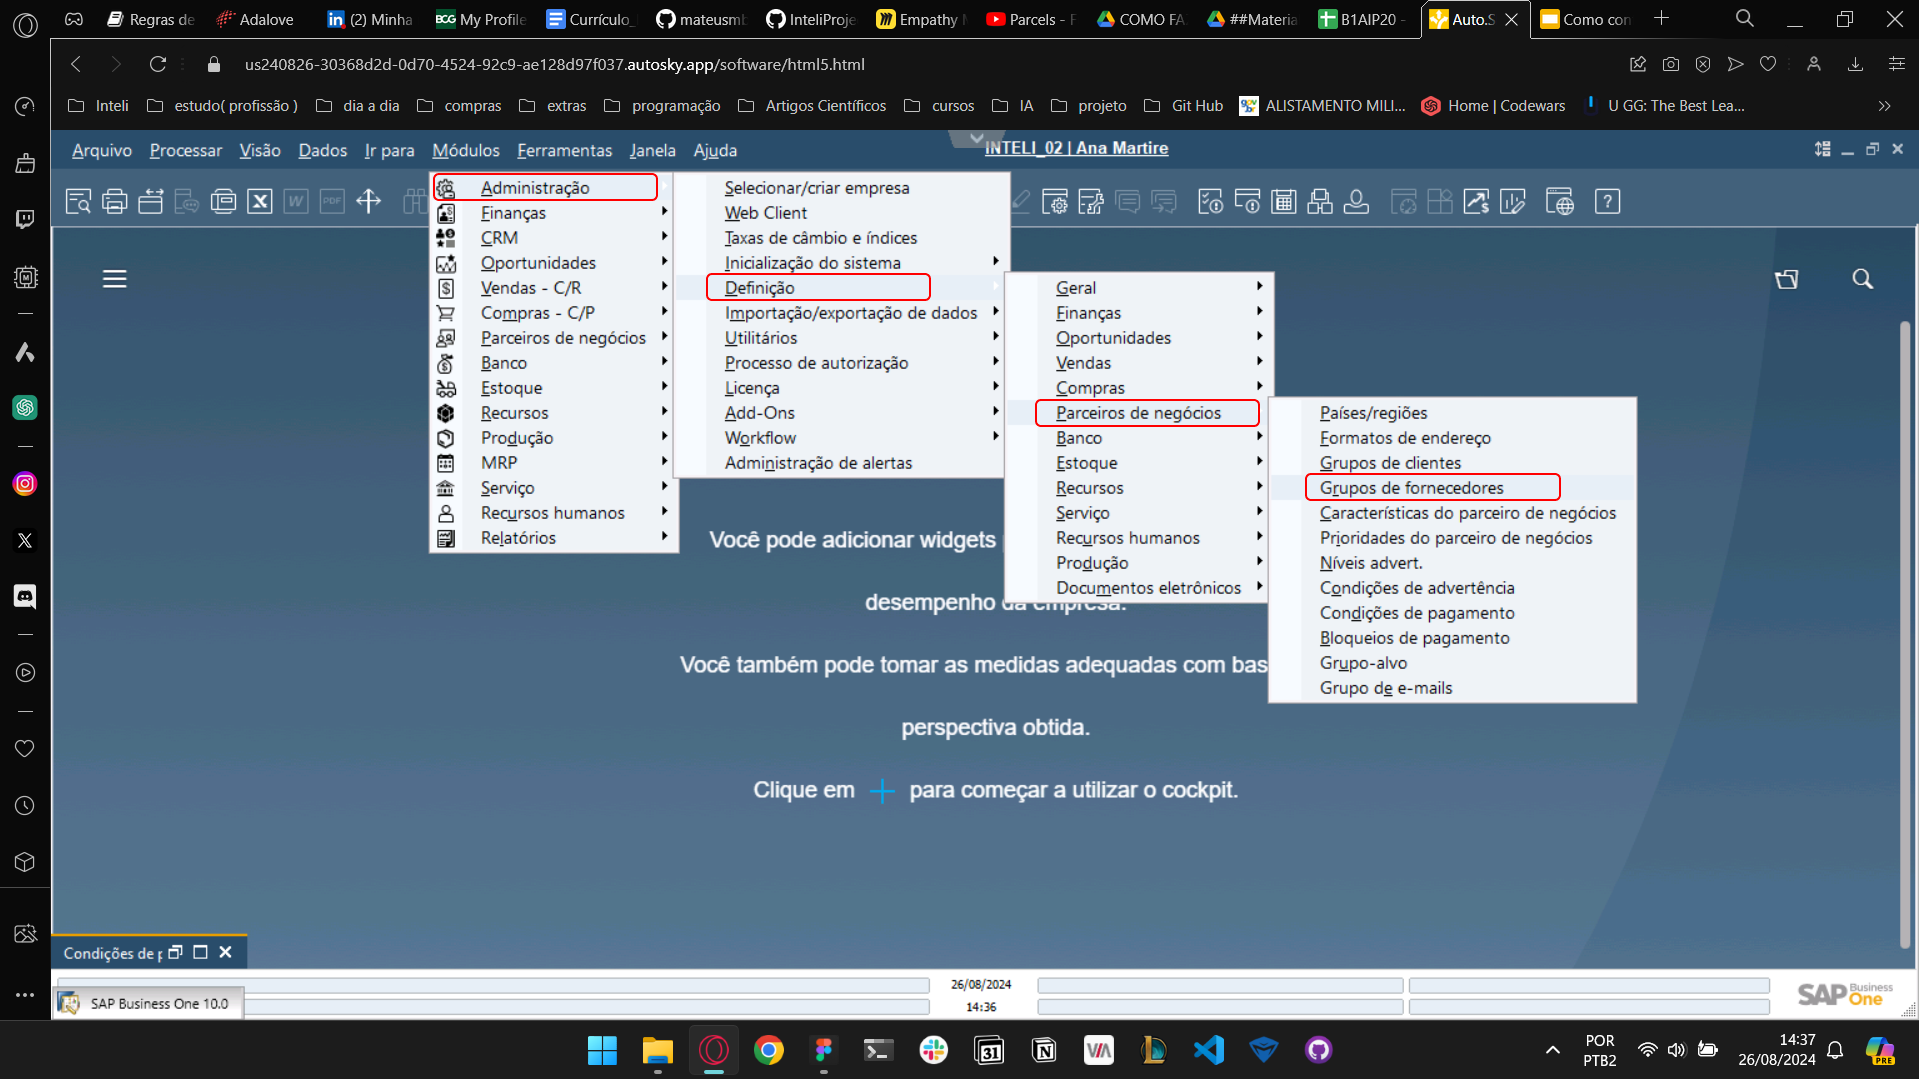 Regras de
Adalove
(2) Minha
My Profile
Currículo_
mateusmb
InteliProje
Empathy M
Parcels - F
COMO FA
##Materia
B1AIP20 -
Auto.S
Como con
us240826-30368d2d-0d70-4524-92c9-ae128d97f037.autosky.app/software/html5.html
Inteli
estudo( profissão )
dia a dia
compras
extras
programação
Artigos Científicos
cursos
IA
projeto
Git Hub
ALISTAMENTO MILI...
Home | Codewars
U GG: The Best Lea...
Arquivo Processar Visão Dados Ir para Módulos Ferramentas Janela Ajuda
INTELI_02 | Ana Martire
Administração
Finanças
CRM
Oportunidades
Vendas - C/R
Compras - C/P
Parceiros de negócios
Banco
Estoque
Recursos
Produção
MRP
Serviço
Recursos humanos
Relatórios
Selecionar/criar empresa
Web Client
Taxas de câmbio e índices
Inicialização do sistema
Definição
Importação/exportação de dados
Utilitários
Processo de autorização
Licença
Add-Ons
Workflow
Administração de alertas
Geral
Finanças
Oportunidades
Vendas
Compras
Parceiros de negócios
Banco
Estoque
Recursos
Serviço
Recursos humanos
Produção
Documentos eletrônicos
Países/regiões
Formatos de endereço
Grupos de clientes
Grupos de fornecedores
Características do parceiro de negócios
Prioridades do parceiro de negócios
Níveis advert.
Condições de advertência
Condições de pagamento
Bloqueios de pagamento
Grupo-alvo
Grupo de e-mails
Você pode adicionar widgets
desempenho da empresa.
Você também pode tomar as medidas adequadas com bas
perspectiva obtida.
Clique em + para começar a utilizar o cockpit.
Condições de p
SAP Business One 10.0
26/08/2024
14:36
SAP Business One
POR
PTB2
14:37
26/08/2024